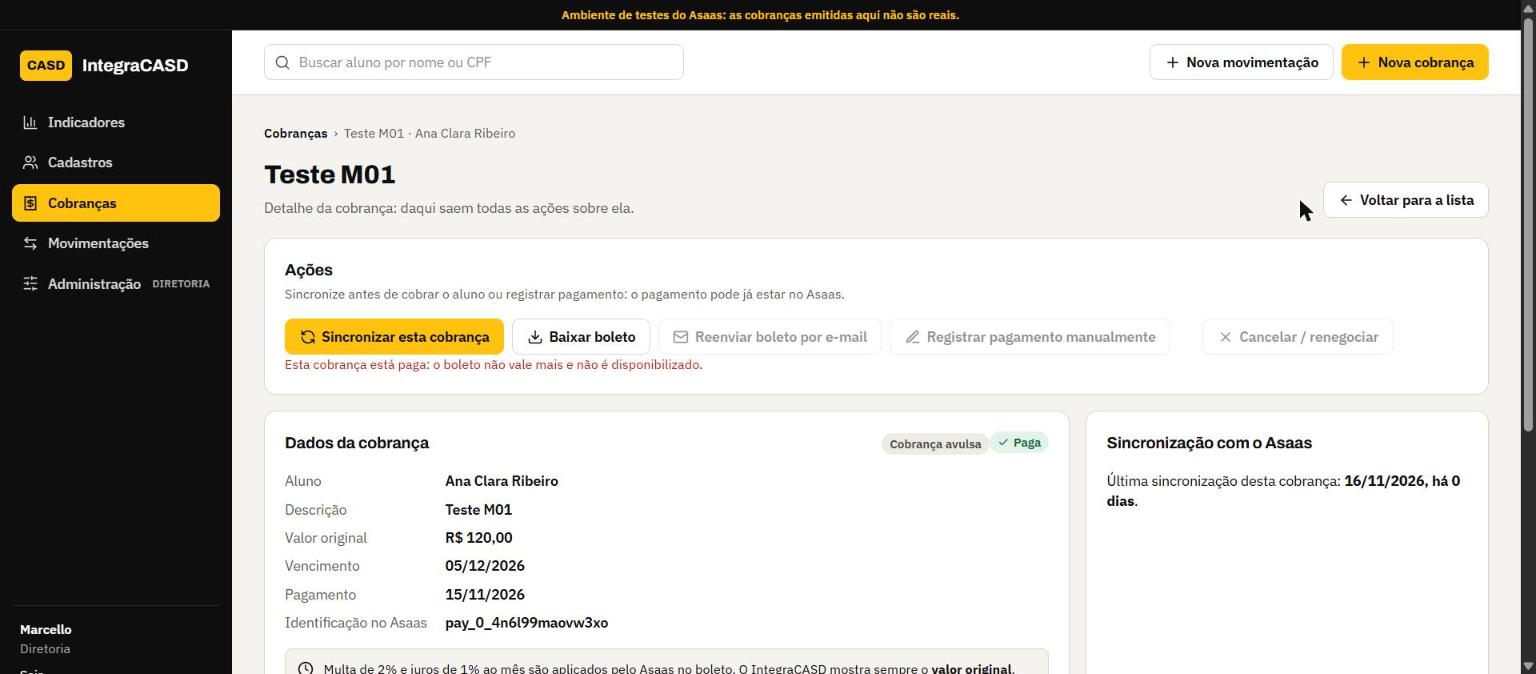 Ambiente de testes do Asaas: as cobranças emitidas aqui não são reais.
CASD IntegraCASD
Buscar aluno por nome ou CPF
Nova movimentação
Nova cobrança
Indicadores
Cadastros
Cobranças
Movimentações
Administração DIRETORIA
Marcello
Diretoria
Cobranças › Teste M01 · Ana Clara Ribeiro
Teste M01
Detalhe da cobrança: daqui saem todas as ações sobre ela.
Voltar para a lista
Ações
Sincronize antes de cobrar o aluno ou registrar pagamento: o pagamento pode já estar no Asaas.
Sincronizar esta cobrança
Baixar boleto
Reenviar boleto por e-mail
Registrar pagamento manualmente
Cancelar / renegociar
Esta cobrança está paga: o boleto não vale mais e não é disponibilizado.
Dados da cobrança
Cobrança avulsa
Paga
Aluno Ana Clara Ribeiro
Descrição Teste M01
Valor original R$ 120,00
Vencimento 05/12/2026
Pagamento 15/11/2026
Identificação no Asaas pay_0_4n6l99maovw3xo
Multa de 2% e juros de 1% ao mês são aplicados pelo Asaas no boleto. O IntegraCASD mostra sempre o valor original.
Sincronização com o Asaas
Última sincronização desta cobrança: 16/11/2026, há 0
dias.